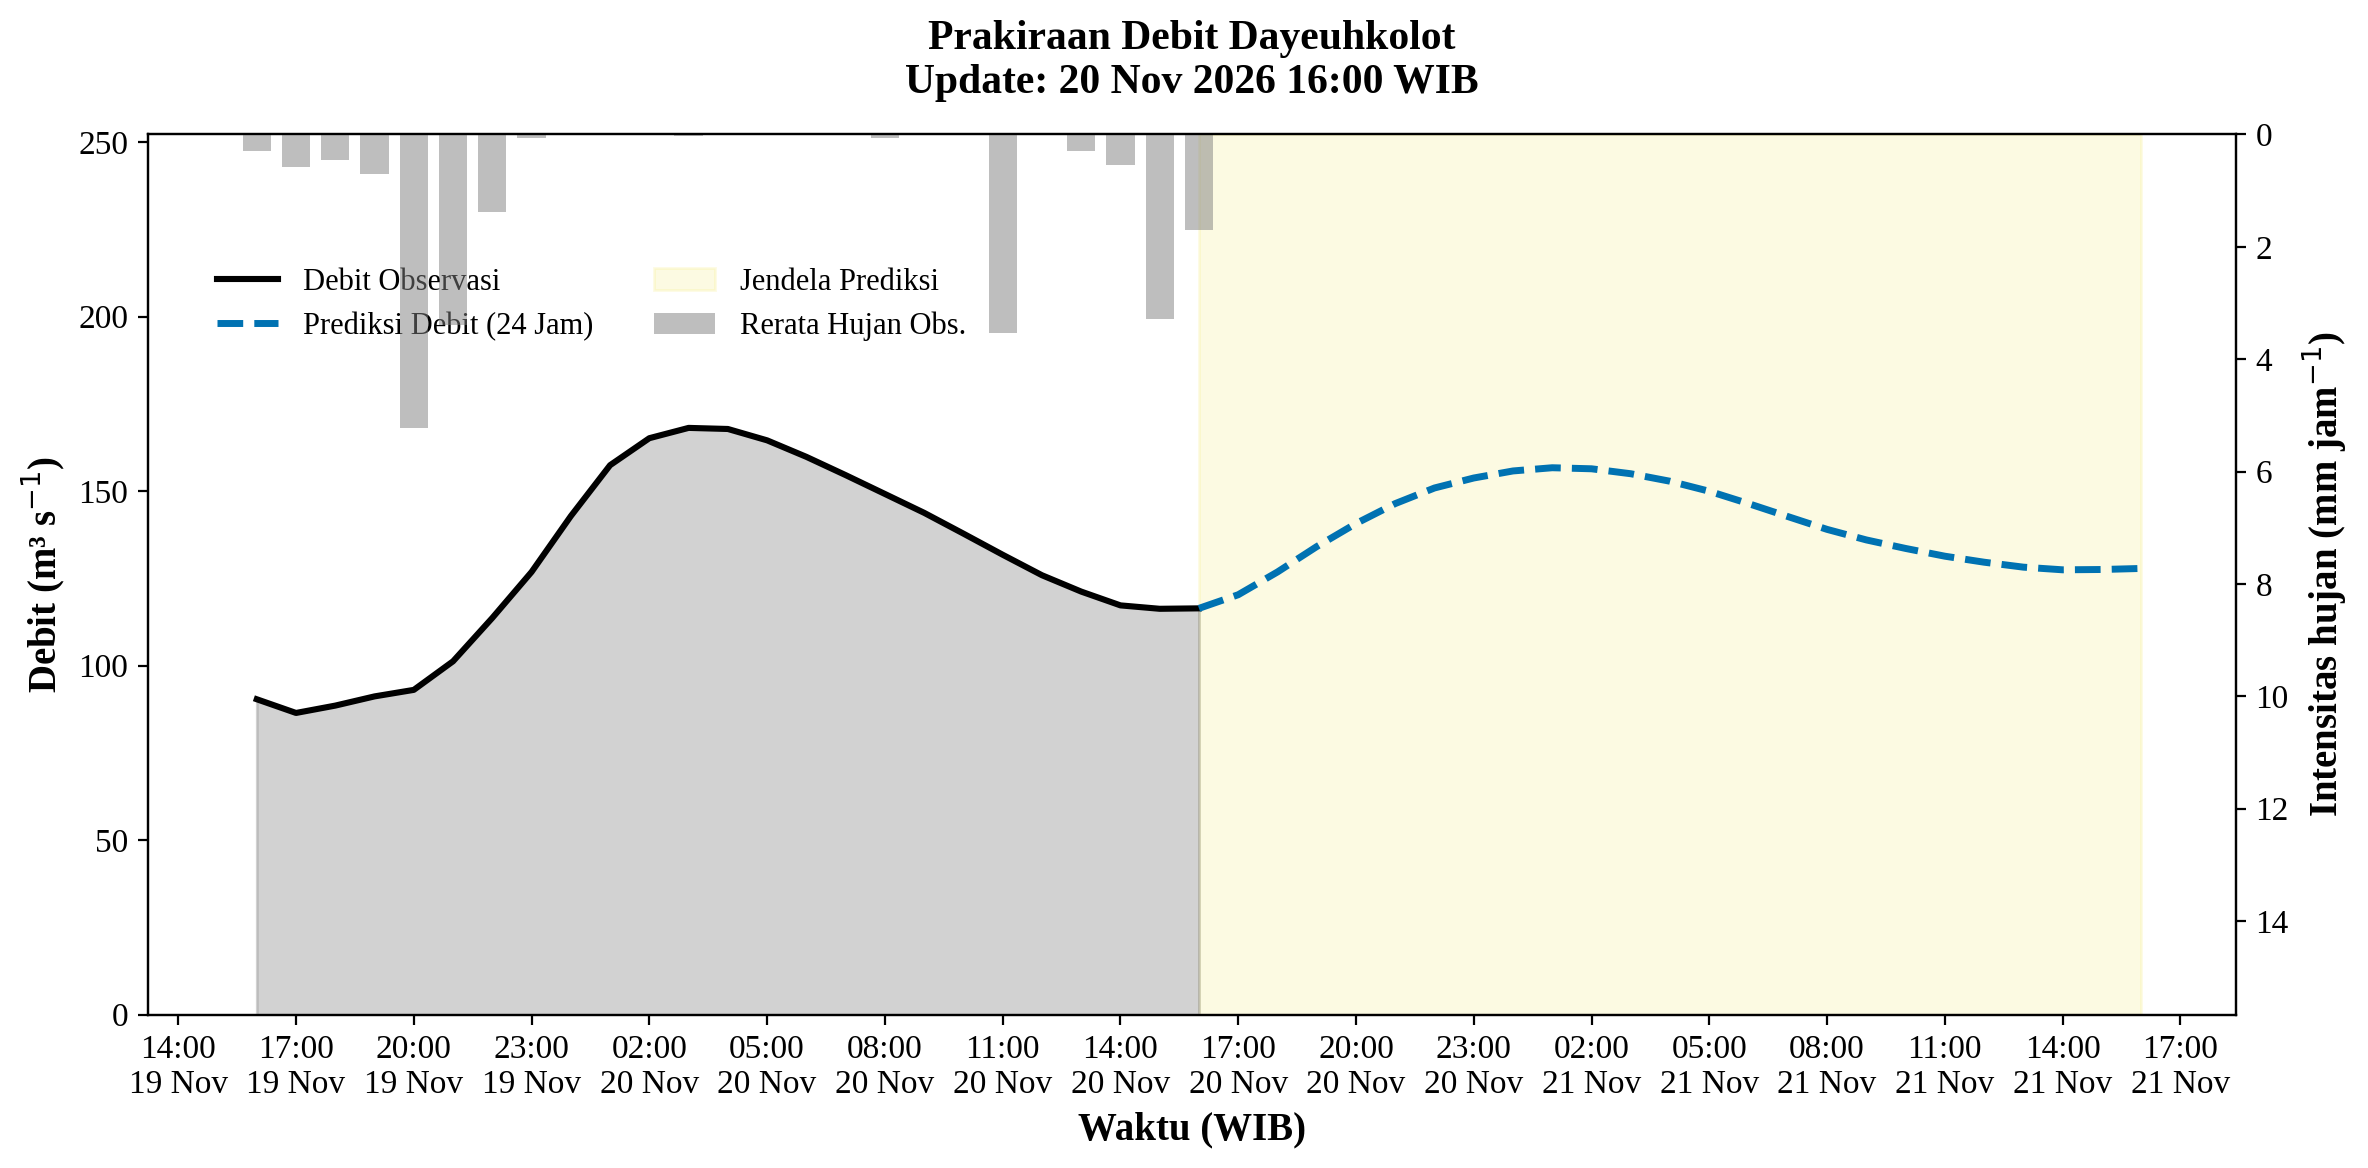 Prakiraan Debit Dayeuhkolot
Update: 20 Nov 2026 16:00 WIB
Debit (m³ s⁻¹)
250
200
150
100
50
0
Debit Observasi
Prediksi Debit (24 Jam)
Jendela Prediksi
Rerata Hujan Obs.
0
2
4
6
8
10
12
14
Intensitas hujan (mm jam⁻¹)
14:00 17:00 20:00 23:00 02:00 05:00 08:00 11:00 14:00 17:00 20:00 23:00 02:00 05:00 08:00 11:00 14:00 17:00
19 Nov 19 Nov 19 Nov 19 Nov 20 Nov 20 Nov 20 Nov 20 Nov 20 Nov 20 Nov 20 Nov 20 Nov 21 Nov 21 Nov 21 Nov 21 Nov 21 Nov 21 Nov
Waktu (WIB)